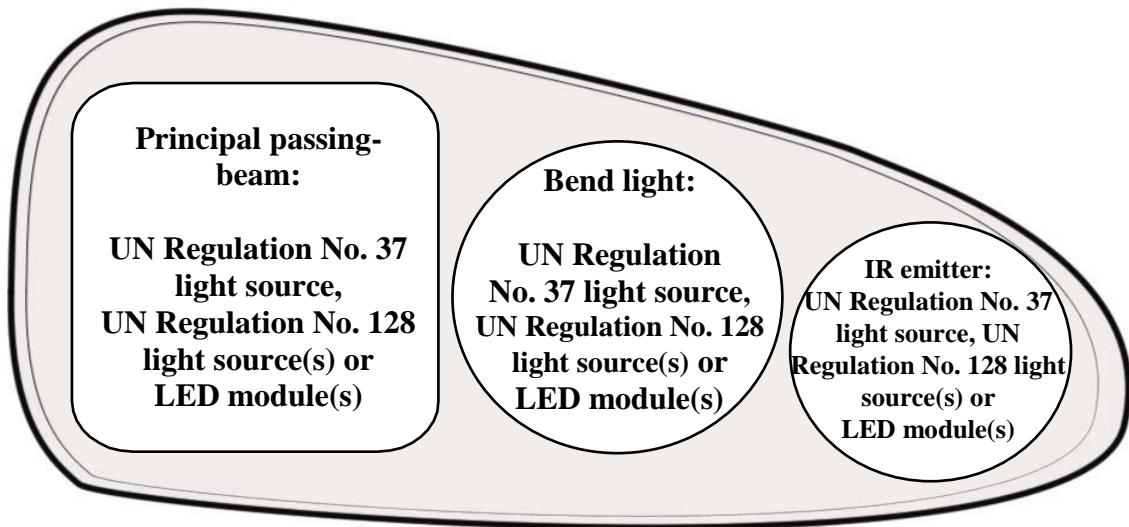 Principal passing-
beam:
UN Regulation No. 37
light source,
UN Regulation No. 128
light source(s) or
LED module(s)
Bend light:
UN Regulation
No. 37 light source,
UN Regulation No. 128
light source(s) or
LED module(s)
IR emitter:
UN Regulation No. 37
light source, UN
Regulation No. 128 light
source(s) or
LED module(s)